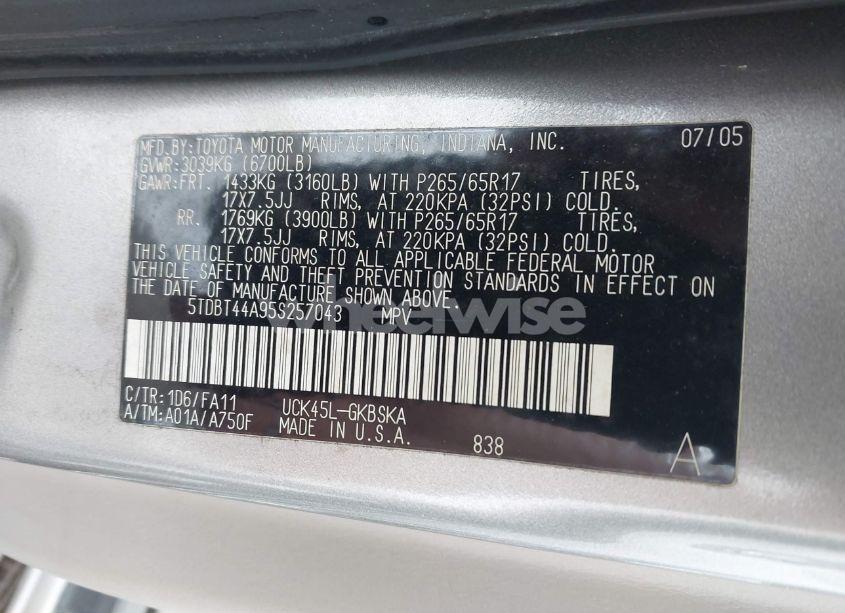 MFD.BY:TOYOTA MOTOR MANUFACTURING, INDIANA, INC. 07/05
GVWR:3039KG (6700LB)
GAWR:FRT. 1433KG (3160LB) WITH P265/65R17 TIRES,
17X7.5JJ RIMS, AT 220KPA (32PSI) COLD.
RR. 1769KG (3900LB) WITH P265/65R17 TIRES,
17X7.5JJ RIMS, AT 220KPA (32PSI) COLD.
THIS VEHICLE CONFORMS TO ALL APPLICABLE FEDERAL MOTOR
VEHICLE SAFETY AND THEFT PREVENTION STANDARDS IN EFFECT ON
THE DATE OF MANUFACTURE SHOWN ABOVE.
5TDBT44A95S257043 MPV
wheelwise
C/TR:1D6/FA11 UCK45L-GKBSKA
A/TM:A01A/A750F MADE IN U.S.A. 838 A